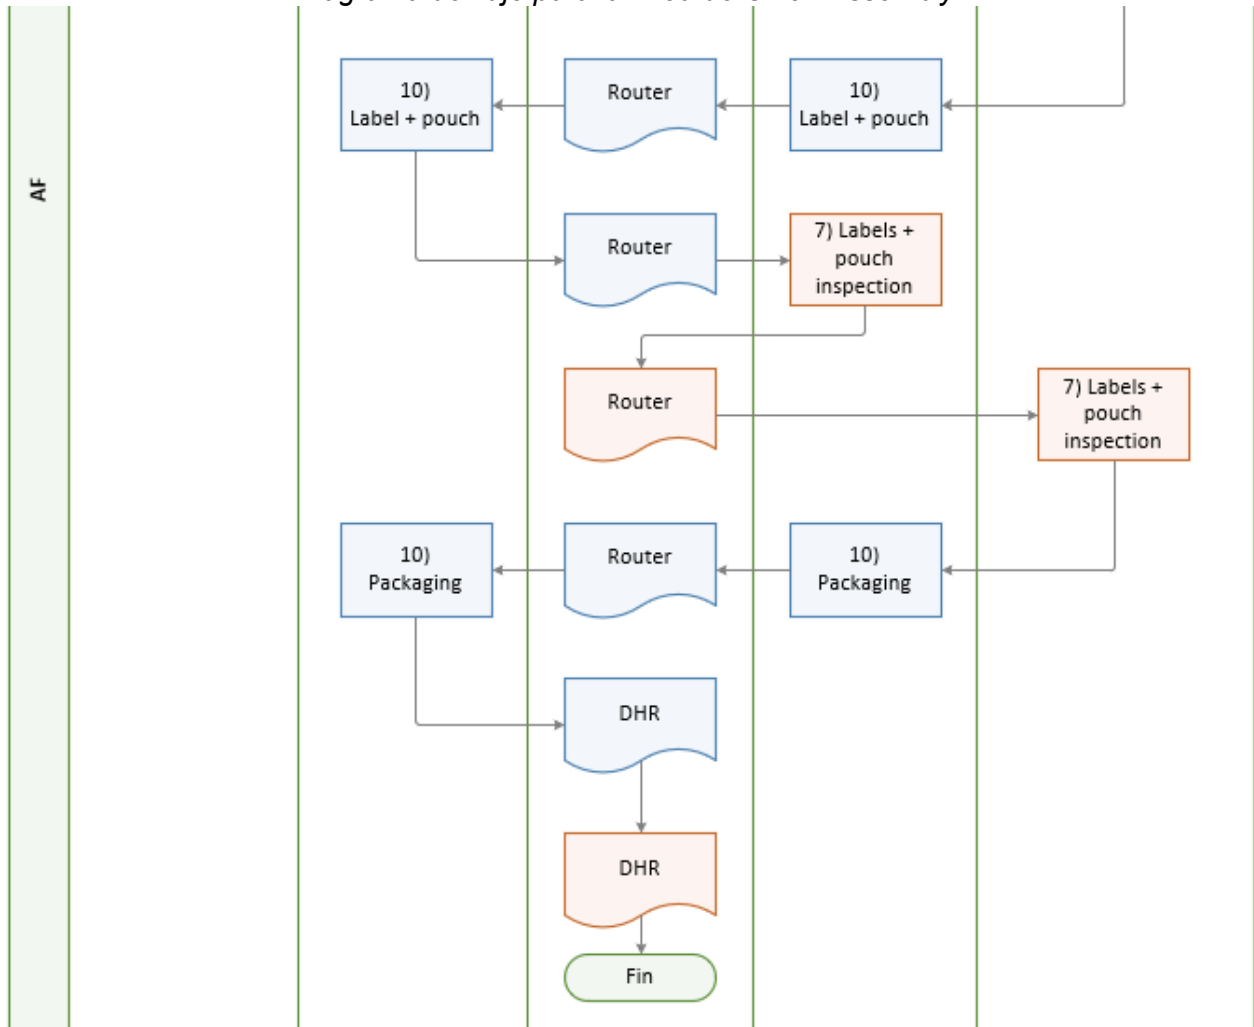 AF
10)
Label + pouch
Router
10)
Label + pouch
Router
7) Labels +
pouch
inspection
Router
7) Labels +
pouch
inspection
10)
Packaging
Router
10)
Packaging
DHR
DHR
Fin